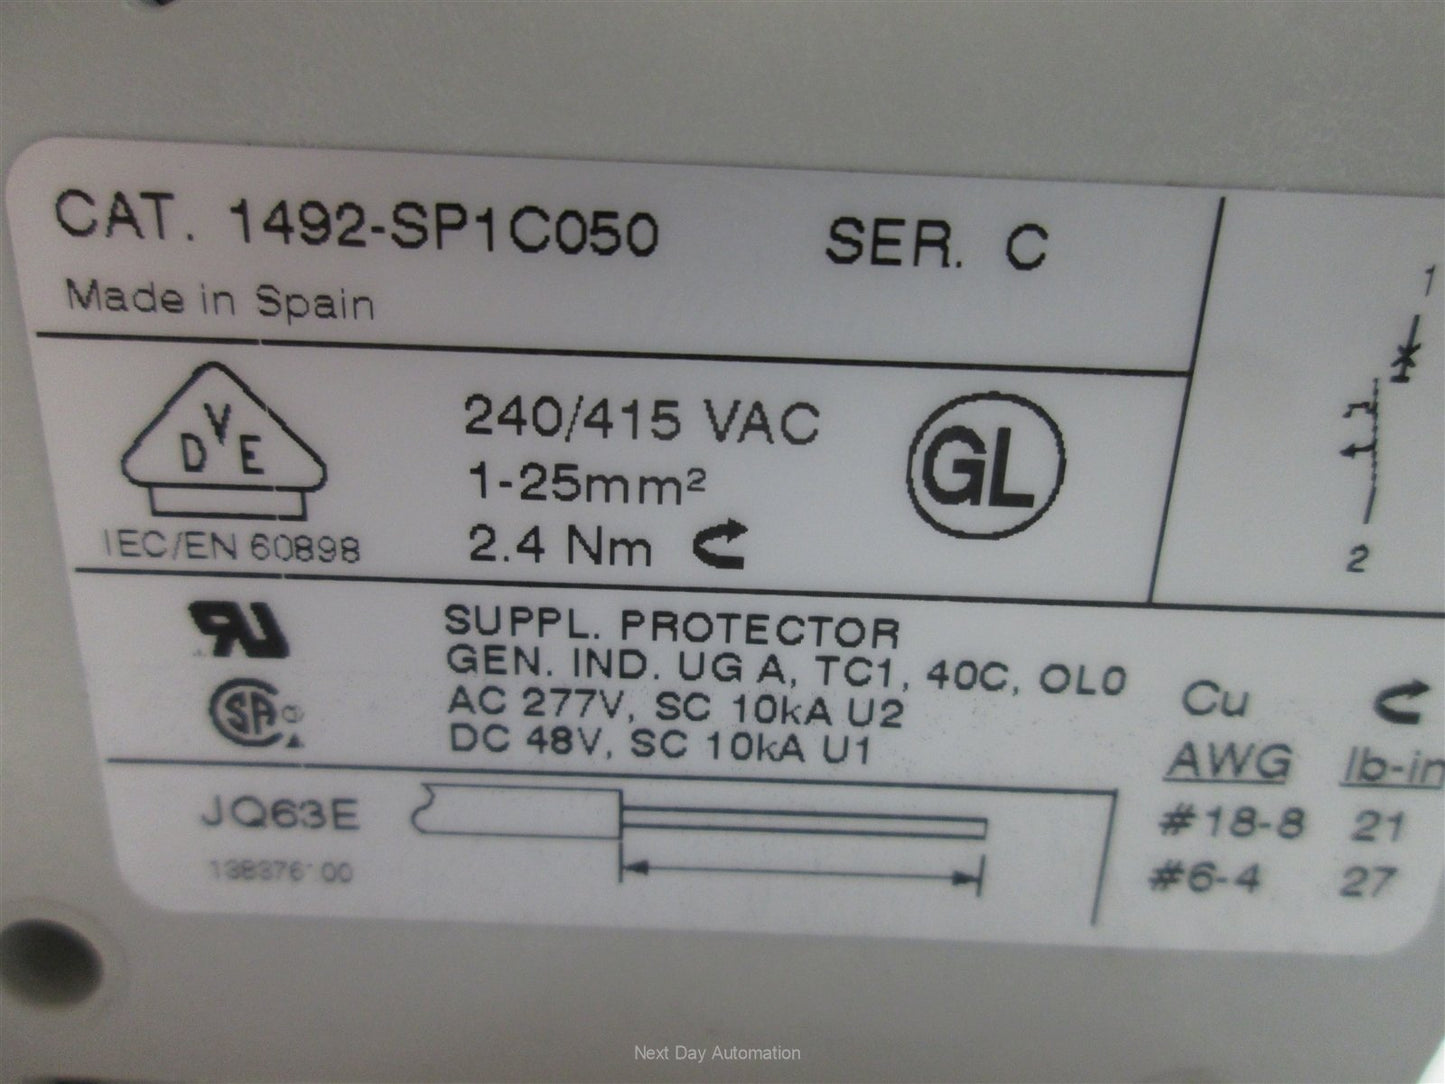 CAT. 1492-SP1C050 SER. C
Made in Spain
1
2
DVE
IEC/EN 60898
240/415 VAC
1-25mm²
2.4 Nm
GL
RU
SA
SUPPL. PROTECTOR
GEN. IND. UG A, TC1, 40C, OL0
AC 277V, SC 10kA U2
DC 48V, SC 10kA U1
Cu
AWG lb-in
#18-8 21
#6-4 27
JQ63E
Next Day Automation